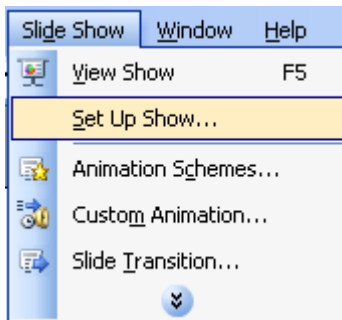 Slide Show Window Help
View Show F5
Set Up Show...
Animation Schemes...
Custom Animation...
Slide Transition...